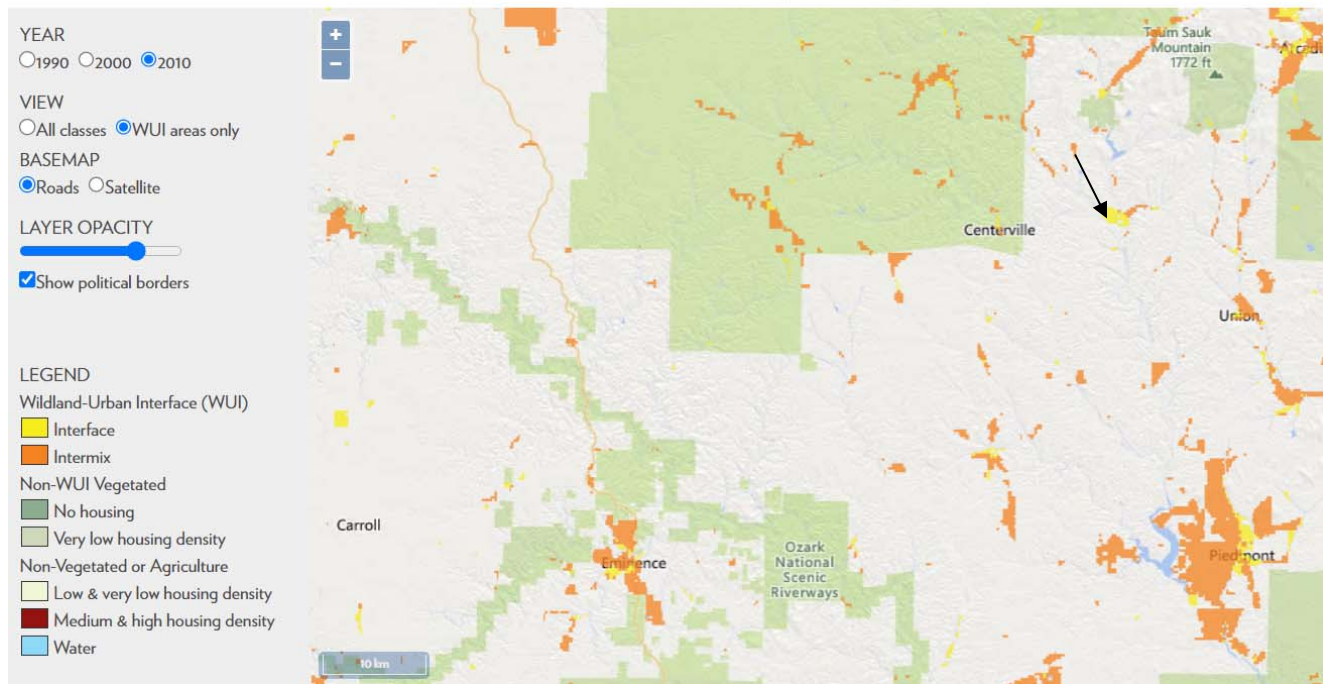 YEAR
1990 2000 2010
VIEW
All classes WUI areas only
BASEMAP
Roads Satellite
LAYER OPACITY
Show political borders
LEGEND
Wildland-Urban Interface (WUI)
Interface
Intermix
Non-WUI Vegetated
No housing
Very low housing density
Non-Vegetated or Agriculture
Low & very low housing density
Medium & high housing density
Water
+
−
Taum Sauk
Mountain
1772 ft
Arcadi
Centerville
Union
Carroll
Eminence
Ozark
National
Scenic
Riverways
Piedmont
10 km